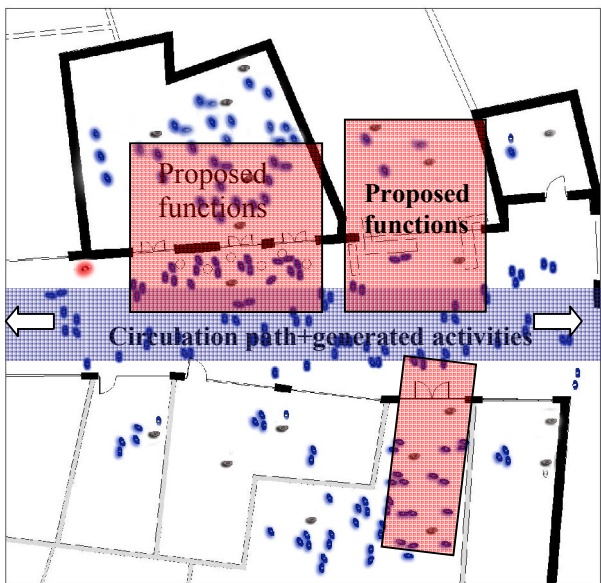 Proposed
functions
Proposed
functions
Circulation path+generated activities